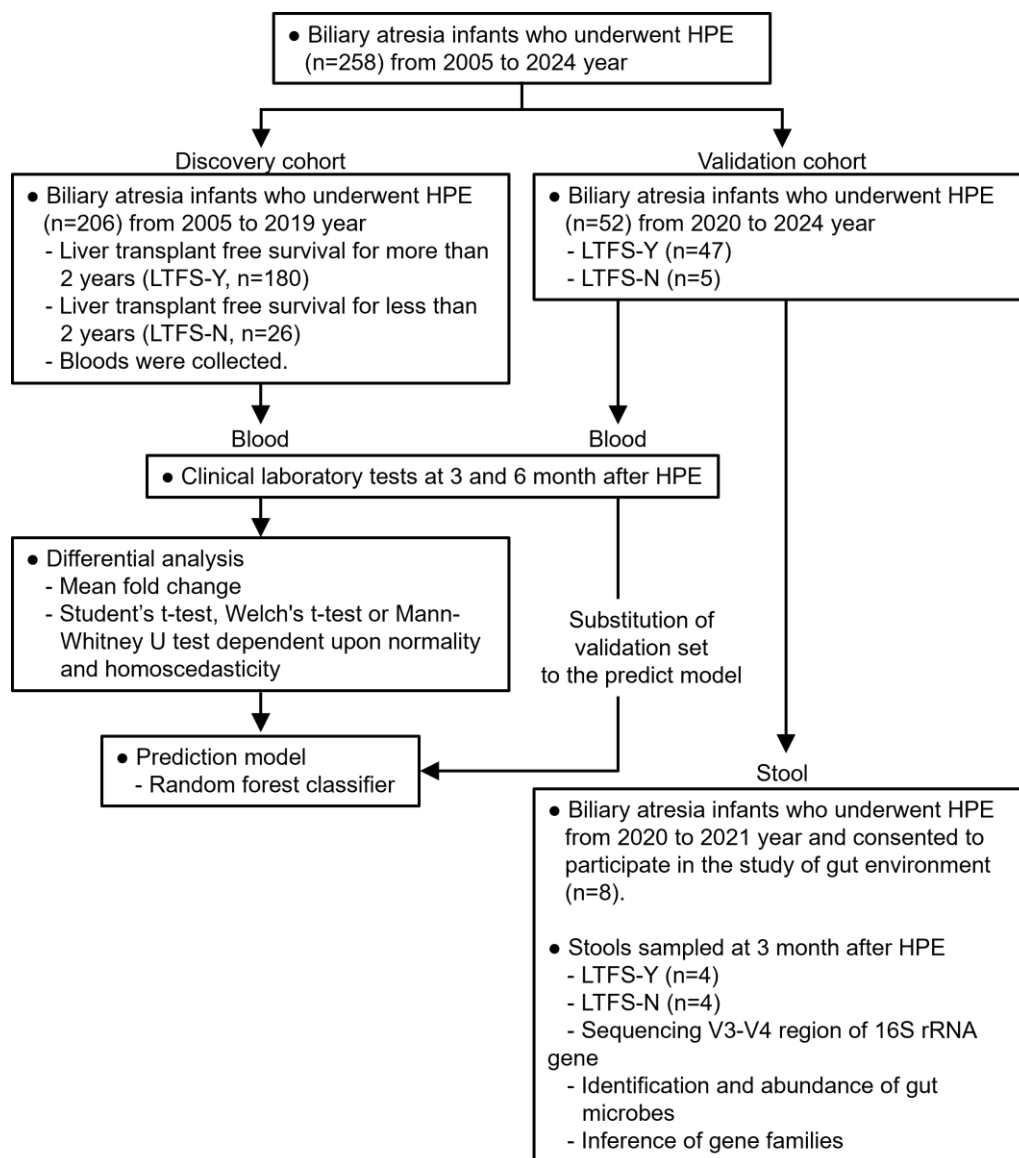 ● Biliary atresia infants who underwent HPE
(n=258) from 2005 to 2024 year
Discovery cohort
● Biliary atresia infants who underwent HPE
(n=206) from 2005 to 2019 year
- Liver transplant free survival for more than
2 years (LTFS-Y, n=180)
- Liver transplant free survival for less than
2 years (LTFS-N, n=26)
- Bloods were collected.
Validation cohort
● Biliary atresia infants who underwent HPE
(n=52) from 2020 to 2024 year
- LTFS-Y (n=47)
- LTFS-N (n=5)
Blood
Blood
● Clinical laboratory tests at 3 and 6 month after HPE
● Differential analysis
- Mean fold change
- Student's t-test, Welch's t-test or Mann-
Whitney U test dependent upon normality
and homoscedasticity
Substitution of
validation set
to the predict model
● Prediction model
- Random forest classifier
Stool
● Biliary atresia infants who underwent HPE
from 2020 to 2021 year and consented to
participate in the study of gut environment
(n=8).
● Stools sampled at 3 month after HPE
- LTFS-Y (n=4)
- LTFS-N (n=4)
- Sequencing V3-V4 region of 16S rRNA
gene
- Identification and abundance of gut
microbes
- Inference of gene families